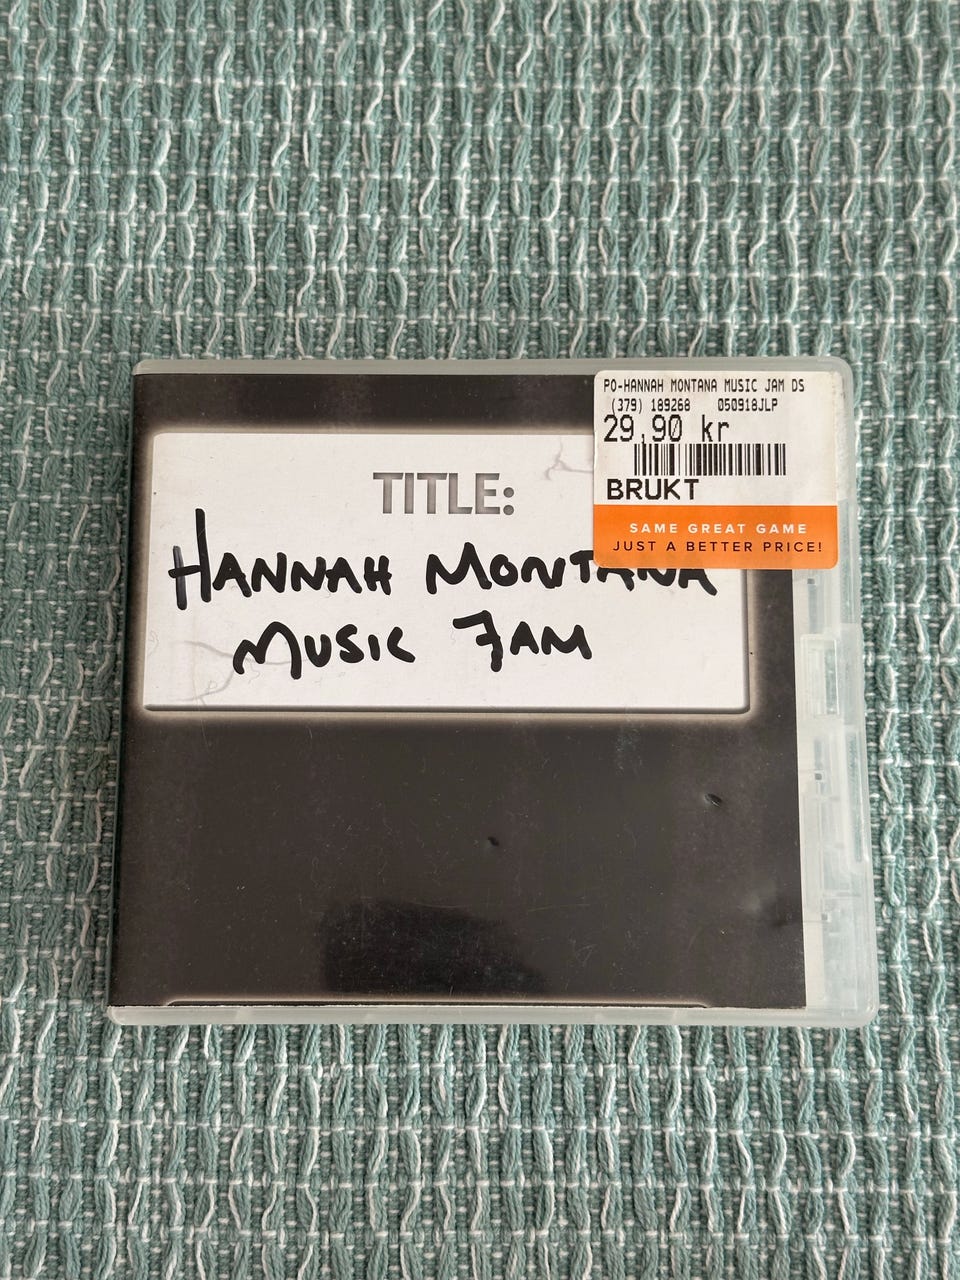 PO-HANNAH MONTANA MUSIC JAM DS
(379) 189268 050918JLP
29,90 kr
BRUKT
SAME GREAT GAME
JUST A BETTER PRICE!
TITLE:
HANNAH MONTANA
MUSIC JAM